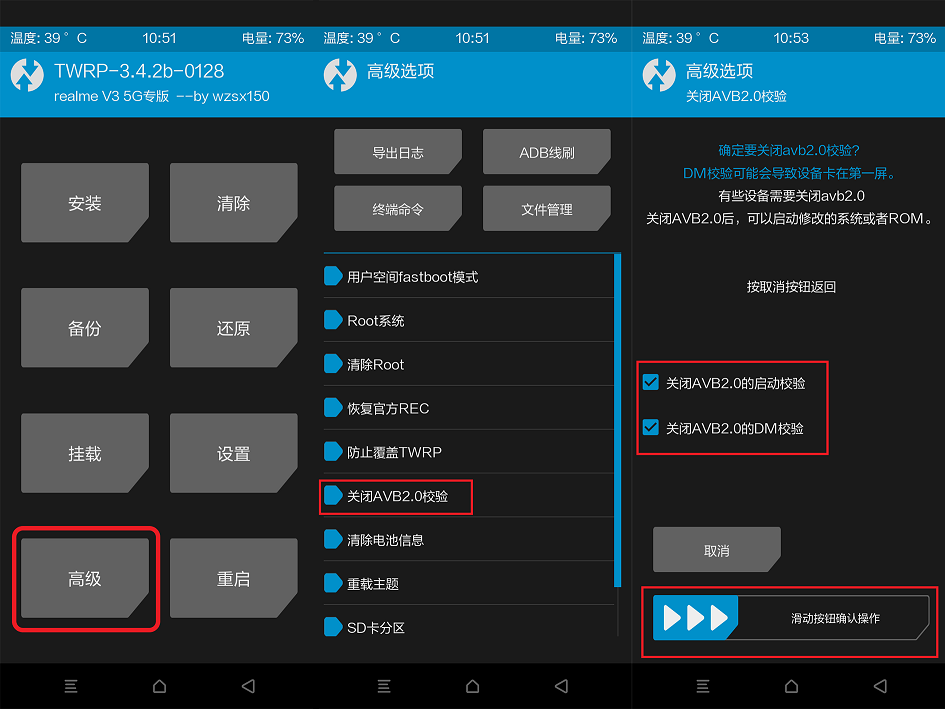 温度: 39 ° C 10:51 电量: 73%
TWRP-3.4.2b-0128
realme V3 5G专版 --by wzsx150
安装 清除
备份 还原
挂载 设置
高级 重启
温度: 39 ° C 10:51 电量: 73%
高级选项
导出日志 ADB线刷
终端命令 文件管理
用户空间fastboot模式
Root系统
清除Root
恢复官方REC
防止覆盖TWRP
关闭AVB2.0校验
清除电池信息
重载主题
SD卡分区
温度: 39 ° C 10:53 电量: 73%
高级选项
关闭AVB2.0校验
确定要关闭avb2.0校验?
DM校验可能会导致设备卡在第一屏。
有些设备需要关闭avb2.0
关闭AVB2.0后，可以启动修改的系统或者ROM。
按取消按钮返回
关闭AVB2.0的启动校验
关闭AVB2.0的DM校验
取消
滑动按钮确认操作